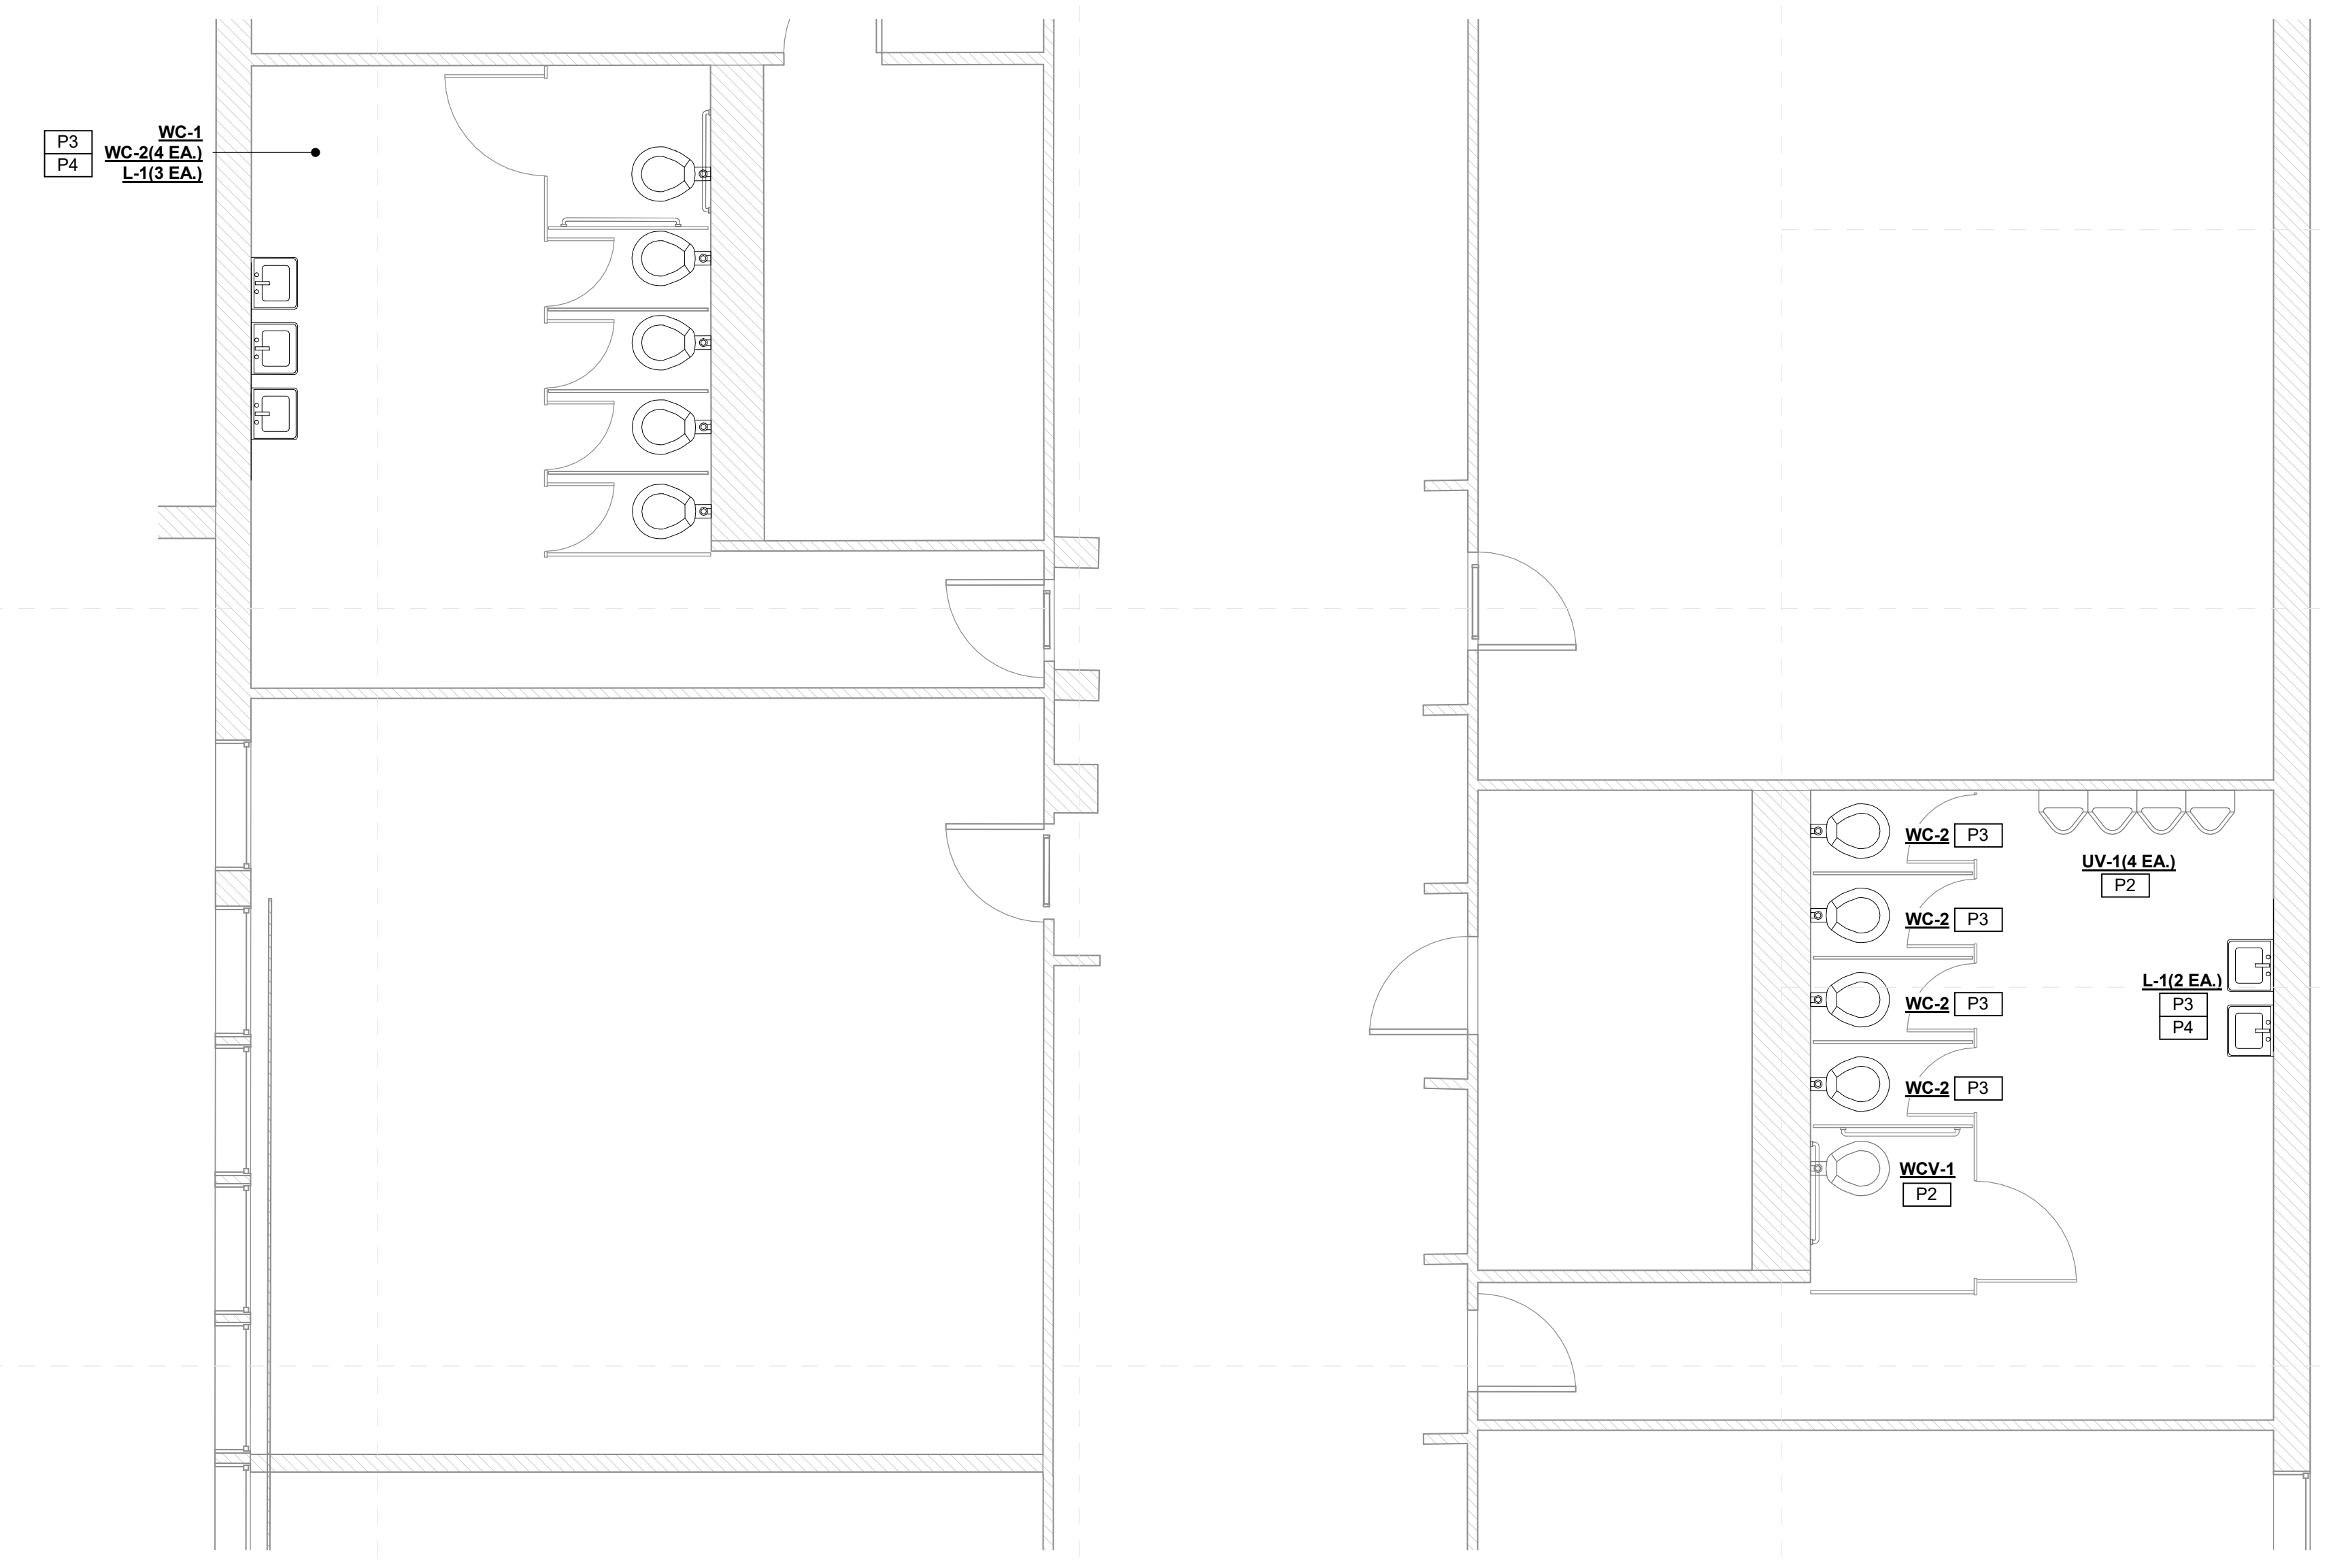 P3
P4
WC-1
WC-2(4 EA.)
L-1(3 EA.)
WC-2 P3
UV-1(4 EA.)
P2
WC-2 P3
L-1(2 EA.)
P3
P4
WC-2 P3
WC-2 P3
WCV-1
P2